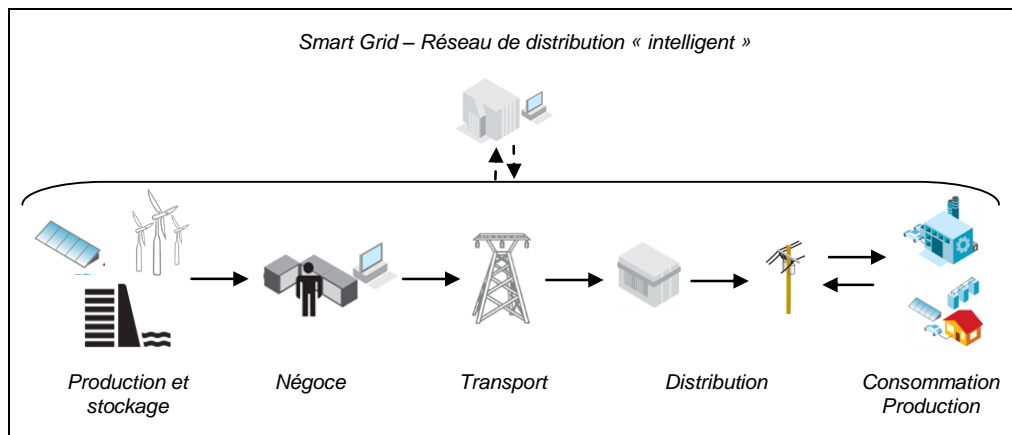 Smart Grid – Réseau de distribution « intelligent »
Production et
stockage
Négoce
Transport
Distribution
Consommation
Production